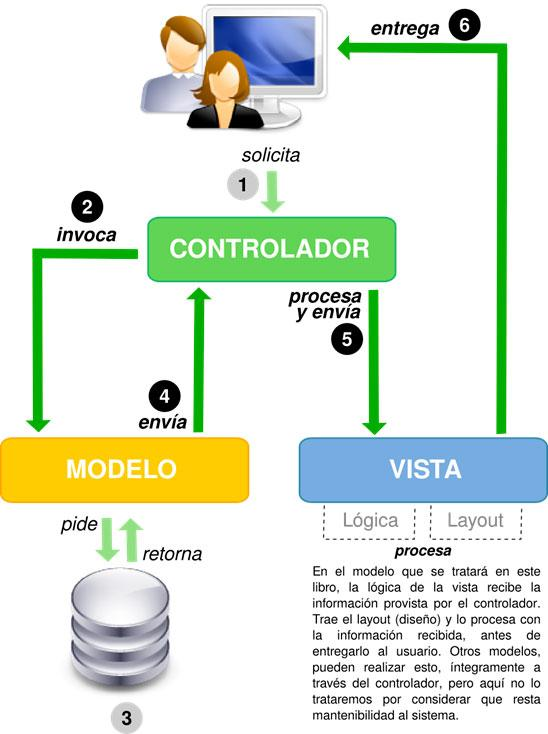 entrega 6
solicita
1
2
invoca
CONTROLADOR
procesa
y envía
5
4
envía
MODELO
VISTA
pide
retorna
3
Lógica
Layout
procesa
En el modelo que se tratará en este
libro, la lógica de la vista recibe la
información provista por el controlador.
Trae el layout (diseño) y lo procesa con
la información recibida, antes de
entregarlo al usuario. Otros modelos,
pueden realizar esto, íntegramente a
través del controlador, pero aquí no lo
trataremos por considerar que resta
mantenibilidad al sistema.